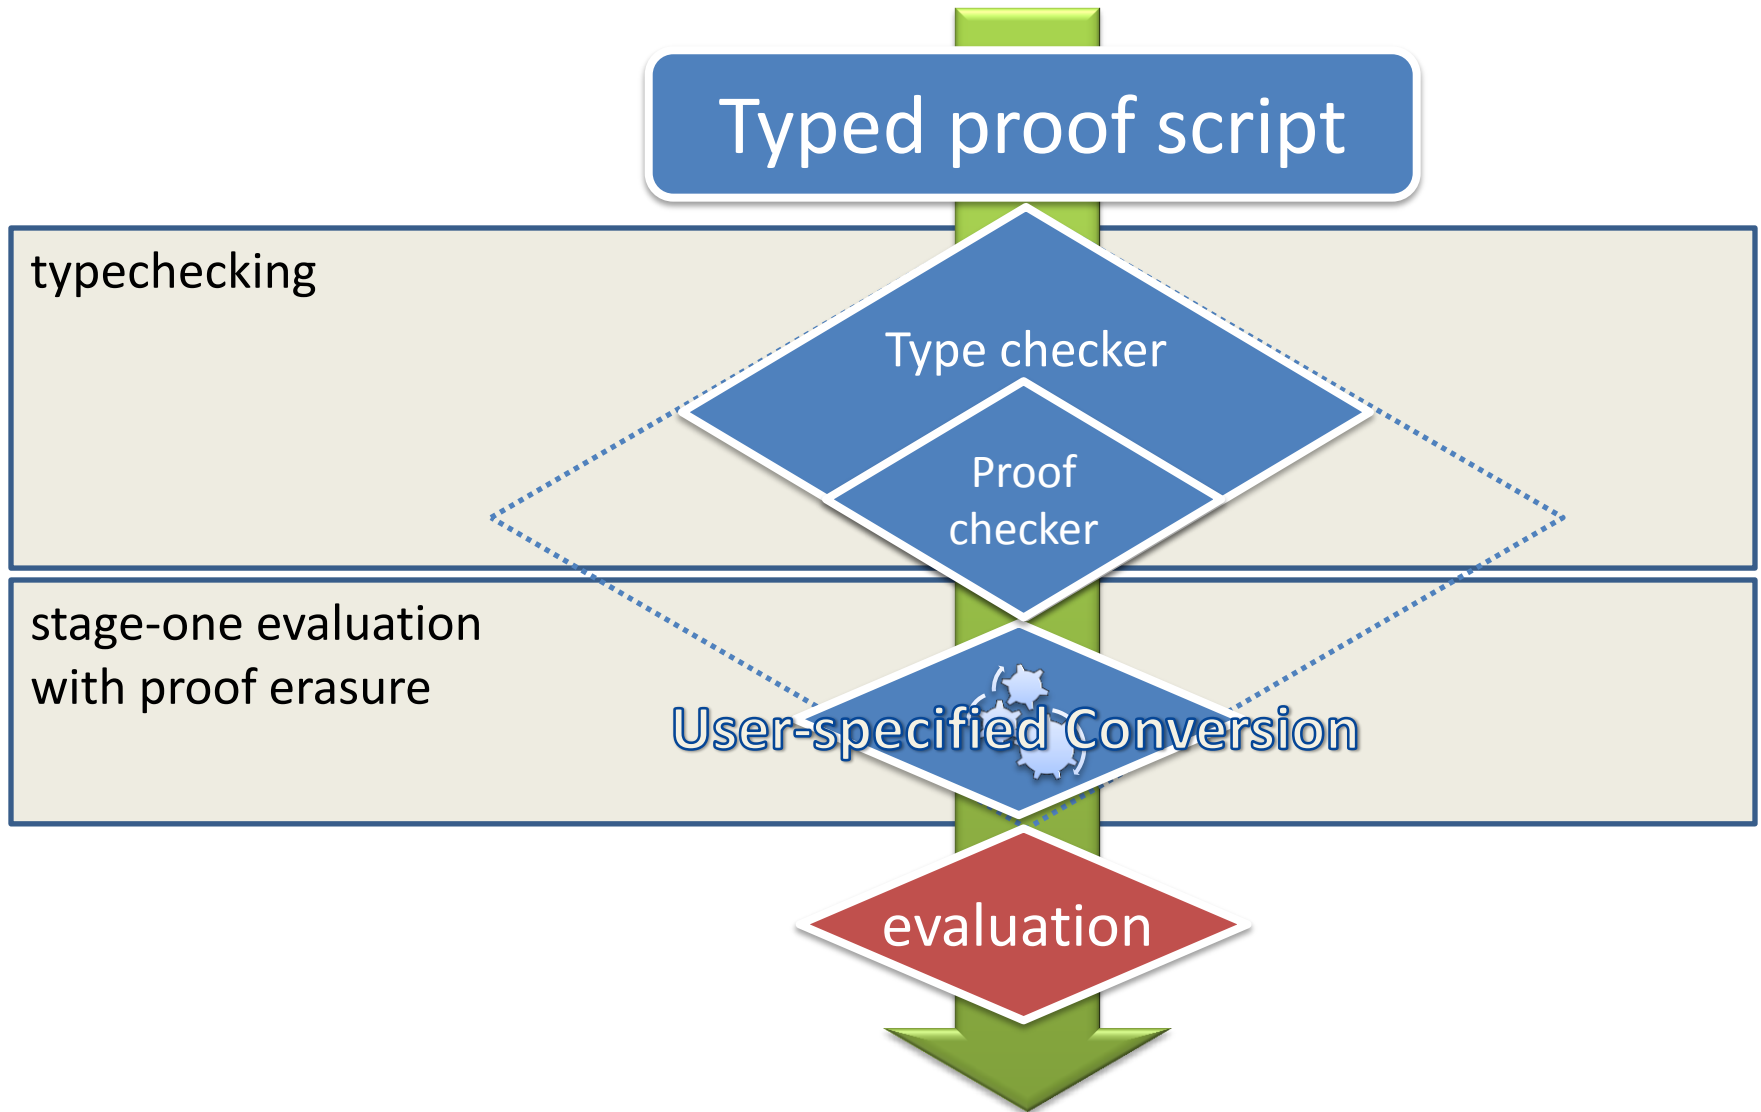 Typed proof script
typechecking
Type checker
Proof
checker
stage-one evaluation
with proof erasure
User-specified Conversion
evaluation